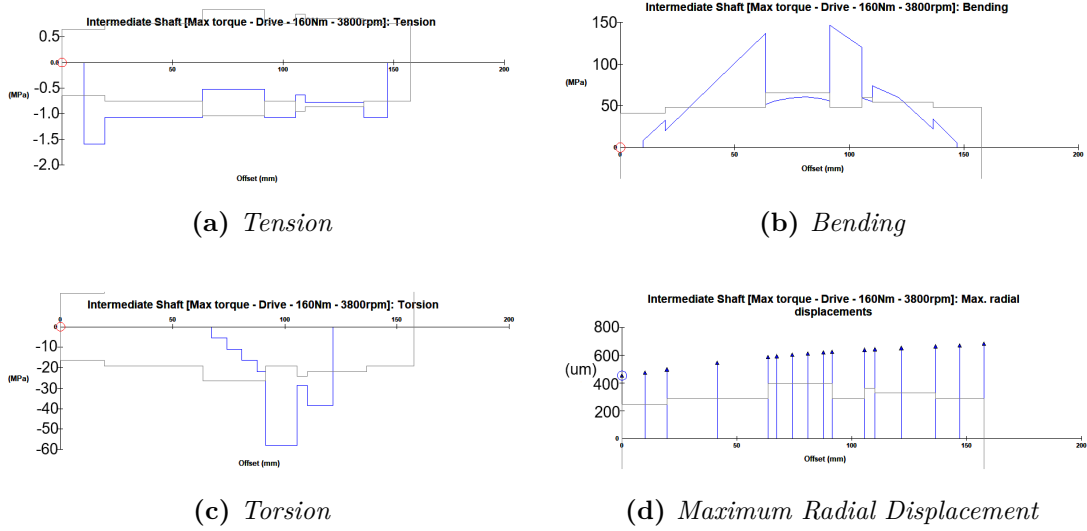 Intermediate Shaft [Max torque - Drive - 160Nm - 3800rpm]: Tension
0.5
0.0
50
100
150
200
-0.5
(MPa)
-1.0
-1.5
-2.0
Offset (mm)
(a) Tension
Intermediate Shaft [Max torque - Drive - 160Nm - 3800rpm]: Bending
150
100
(MPa)
50
0
0
50
100
150
200
Offset (mm)
(b) Bending
Intermediate Shaft [Max torque - Drive - 160Nm - 3800rpm]: Torsion
0
50
100
150
200
0
-10
-20
(MPa)
-30
-40
-50
-60
Offset (mm)
(c) Torsion
Intermediate Shaft [Max torque - Drive - 160Nm - 3800rpm]: Max. radial
displacements
800
600
(um)
400
200
0
0
50
100
150
200
Offset (mm)
(d) Maximum Radial Displacement